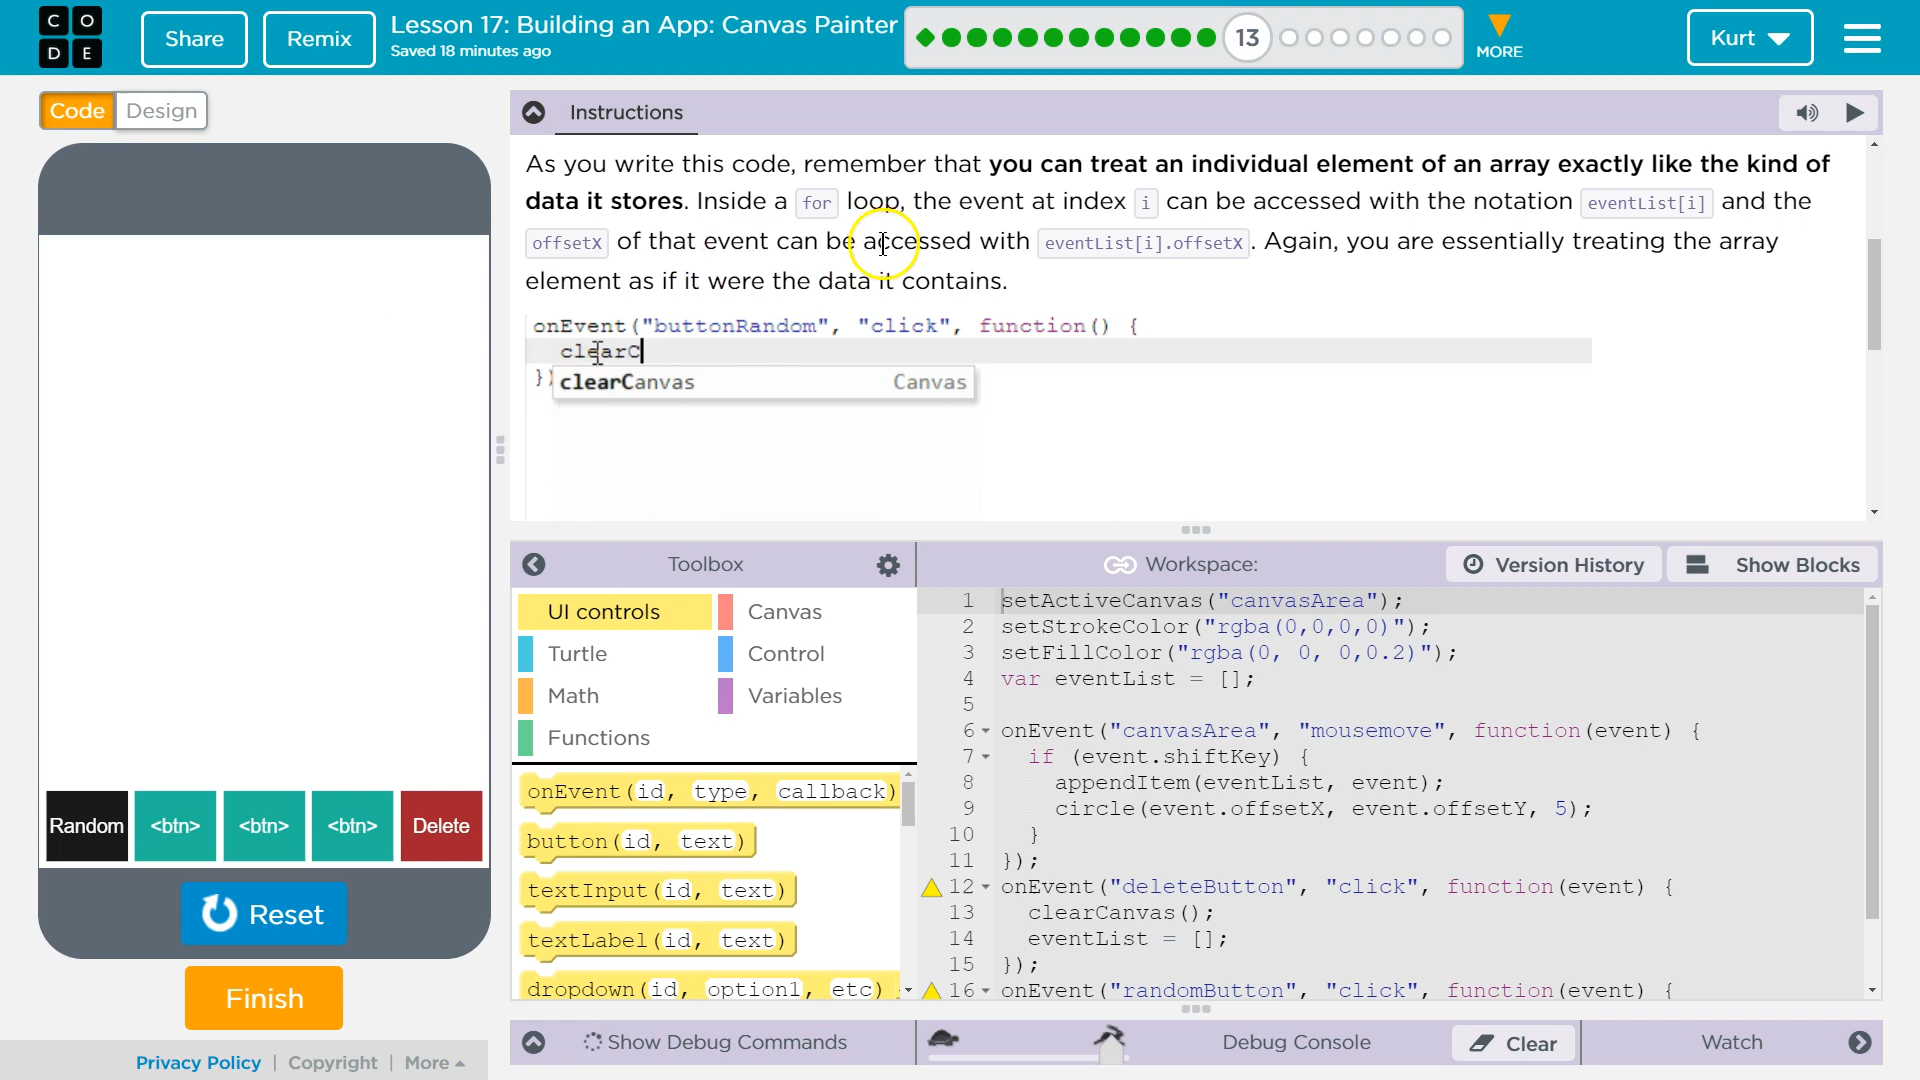 C O
D E
Share
Remix
Lesson 17: Building an App: Canvas Painter
Saved 18 minutes ago
13
MORE
Kurt
Code
Design
Instructions
As you write this code, remember that you can treat an individual element of an array exactly like the kind of
data it stores. Inside a for loop, the event at index i can be accessed with the notation eventList[i] and the
offsetX of that event can be accessed with eventList[i].offsetX. Again, you are essentially treating the array
element as if it were the data it contains.
onEvent("buttonRandom", "click", function() {
clearC
})
clearCanvas Canvas
Toolbox
Workspace:
Version History
Show Blocks
UI controls
Canvas
Turtle
Control
Math
Variables
Functions
onEvent(id, type, callback)
button(id, text)
textInput(id, text)
textLabel(id, text)
dropdown(id, option1, etc)
1 setActiveCanvas("canvasArea");
2 setStrokeColor("rgba(0,0,0,0)");
3 setFillColor("rgba(0, 0, 0,0.2)");
4 var eventList = [];
5
6 onEvent("canvasArea", "mousemove", function(event) {
7 if (event.shiftKey) {
8 appendItem(eventList, event);
9 circle(event.offsetX, event.offsetY, 5);
10 }
11 });
12 onEvent("deleteButton", "click", function(event) {
13 clearCanvas();
14 eventList = [];
15 });
16 onEvent("randomButton", "click", function(event) {
Random
<btn>
<btn>
<btn>
Delete
Reset
Finish
Privacy Policy | Copyright | More
Show Debug Commands
Debug Console
Clear
Watch